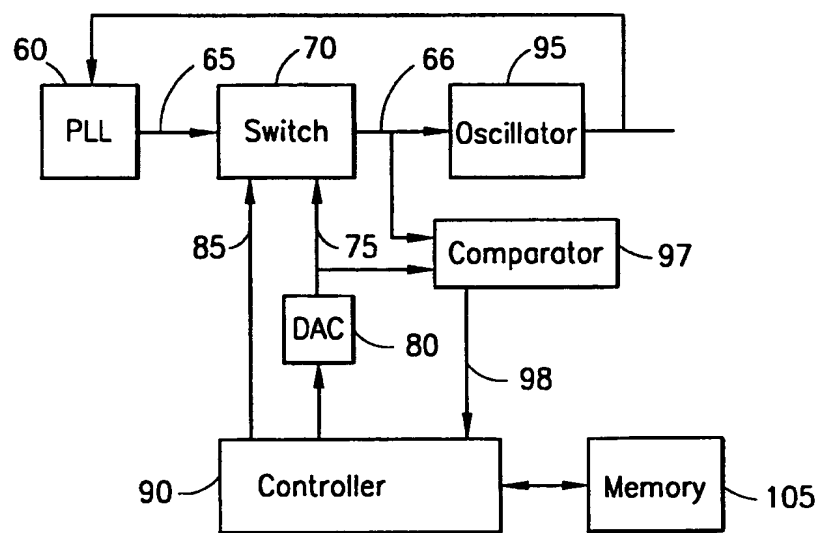 60
65
70
66
95
PLL
Switch
Oscillator
85
75
Comparator
97
DAC
80
98
90
Controller
Memory
105